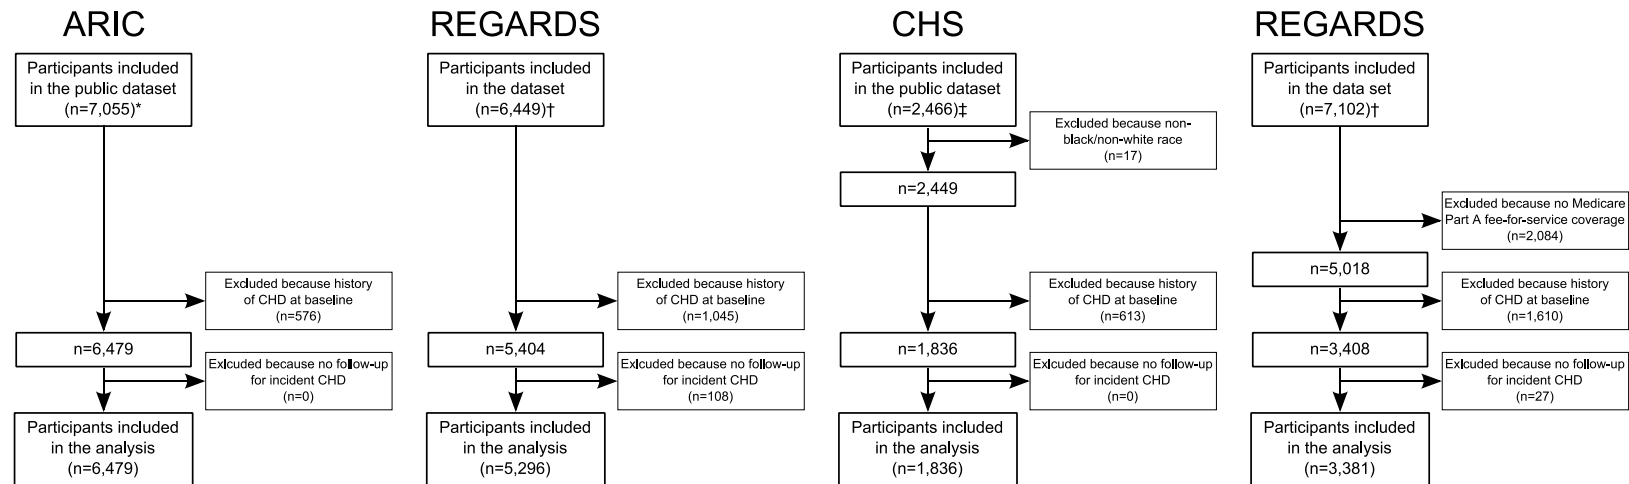 ARIC
Participants included
in the public dataset
(n=7,055)*
Excluded because history
of CHD at baseline
(n=576)
n=6,479
Exlcuded because no follow-up
for incident CHD
(n=0)
Participants included
in the analysis
(n=6,479)
REGARDS
Participants included
in the dataset
(n=6,449)†
Excluded because history
of CHD at baseline
(n=1,045)
n=5,404
Exlcuded because no follow-up
for incident CHD
(n=108)
Participants included
in the analysis
(n=5,296)
CHS
Participants included
in the public dataset
(n=2,466)‡
Excluded because non-
black/non-white race
(n=17)
n=2,449
Excluded because history
of CHD at baseline
(n=613)
n=1,836
Exlcuded because no follow-up
for incident CHD
(n=0)
Participants included
in the analysis
(n=1,836)
REGARDS
Participants included
in the data set
(n=7,102)†
Excluded because no Medicare
Part A fee-for-service coverage
(n=2,084)
n=5,018
Excluded because history
of CHD at baseline
(n=1,610)
n=3,408
Exlcuded because no follow-up
for incident CHD
(n=27)
Participants included
in the analysis
(n=3,381)